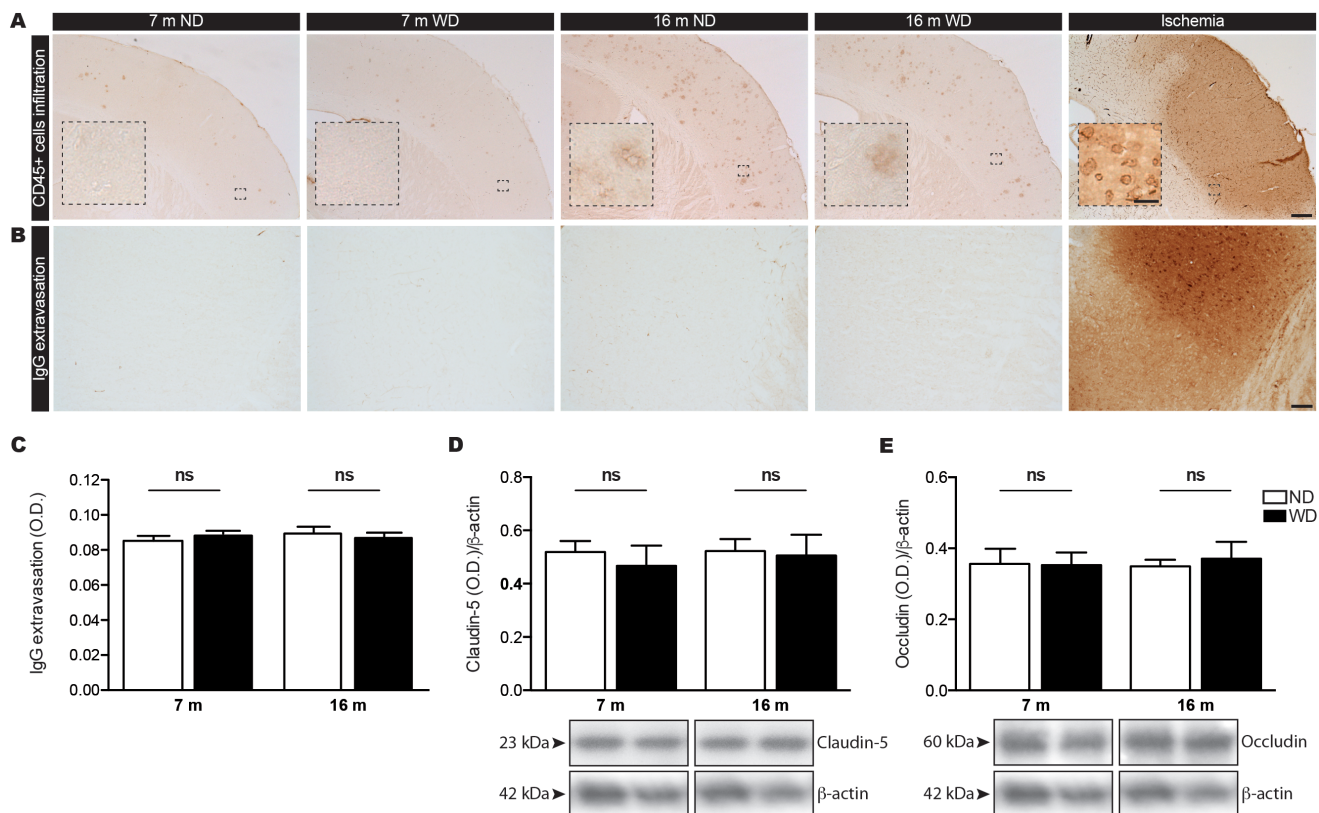 A
7 m ND
7 m WD
16 m ND
16 m WD
Ischemia
CD45+ cells infiltration
B
IgG extravasation
C
IgG extravasation (O.D.)
0.12
0.10
0.08
0.06
0.04
0.02
0.00
ns
ns
7 m
16 m
D
Claudin-5 (O.D.)/β-actin
0.8
0.6
0.4
0.2
0.0
ns
ns
7 m
16 m
23 kDa
Claudin-5
42 kDa
β-actin
E
Occludin (O.D.)/β-actin
0.6
0.4
0.2
0.0
ns
ns
ND
WD
7 m
16 m
60 kDa
Occludin
42 kDa
β-actin